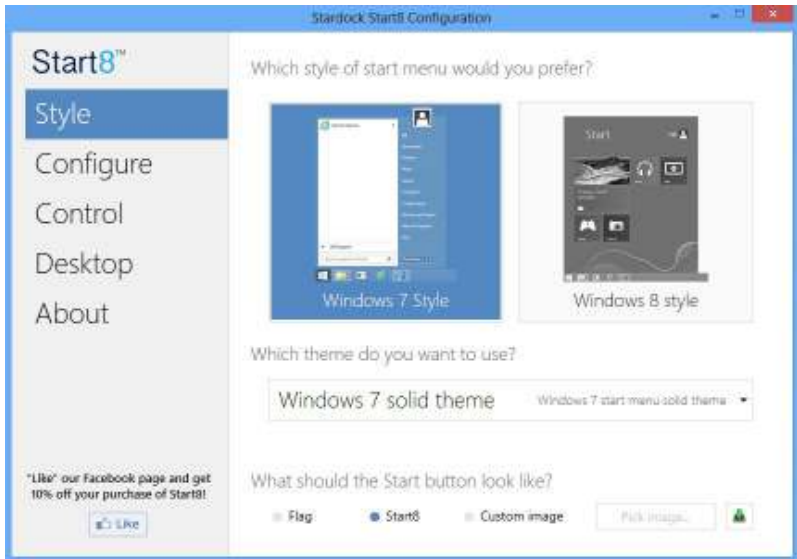 Stardock Start8 Configuration
Start8™
Style
Configure
Control
Desktop
About
"Like" our Facebook page and get
10% off your purchase of Start8!
Like
Which style of start menu would you prefer?
Windows 7 Style
Start
Windows 8 style
Which theme do you want to use?
Windows 7 solid theme
Windows 7 start menu solid theme
What should the Start button look like?
Flag
Start8
Custom image
Pick image...